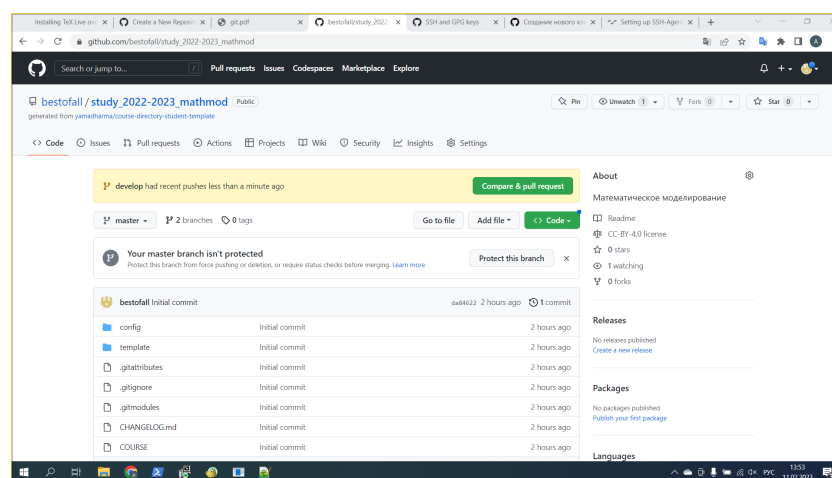 Installing TeX Live ov
Create a New Reposit
git.pdf
bestofall/study_2022-
SSH and GPG keys
Создание нового кл
Setting up SSH-Agen
github.com/bestofall/study_2022-2023_mathmod
Search or jump to...
Pull requests Issues Codespaces Marketplace Explore
bestofall / study_2022-2023_mathmod Public
Pin
Unwatch 1
Fork 0
Star 0
generated from yamadharma/course-directory-student-template
Code Issues Pull requests Actions Projects Wiki Security Insights Settings
develop had recent pushes less than a minute ago
Compare & pull request
master 2 branches 0 tags
Go to file
Add file
Code
Your master branch isn't protected
Protect this branch from force pushing or deletion, or require status checks before merging. Learn more
Protect this branch
bestofall Initial commit da84622 2 hours ago 1 commit
config Initial commit 2 hours ago
template Initial commit 2 hours ago
.gitattributes Initial commit 2 hours ago
.gitignore Initial commit 2 hours ago
.gitmodules Initial commit 2 hours ago
CHANGELOG.md Initial commit 2 hours ago
COURSE Initial commit 2 hours ago
About
Математическое моделирование
Readme
CC-BY-4.0 license
0 stars
1 watching
0 forks
Releases
No releases published
Create a new release
Packages
No packages published
Publish your first package
Languages
РУС
13:53
11.02.2023